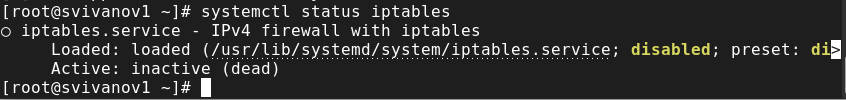 [root@svivanov1 ~]# systemctl status iptables
○ iptables.service - IPv4 firewall with iptables
     Loaded: loaded (/usr/lib/systemd/system/iptables.service; disabled; preset: di>
     Active: inactive (dead)
[root@svivanov1 ~]#